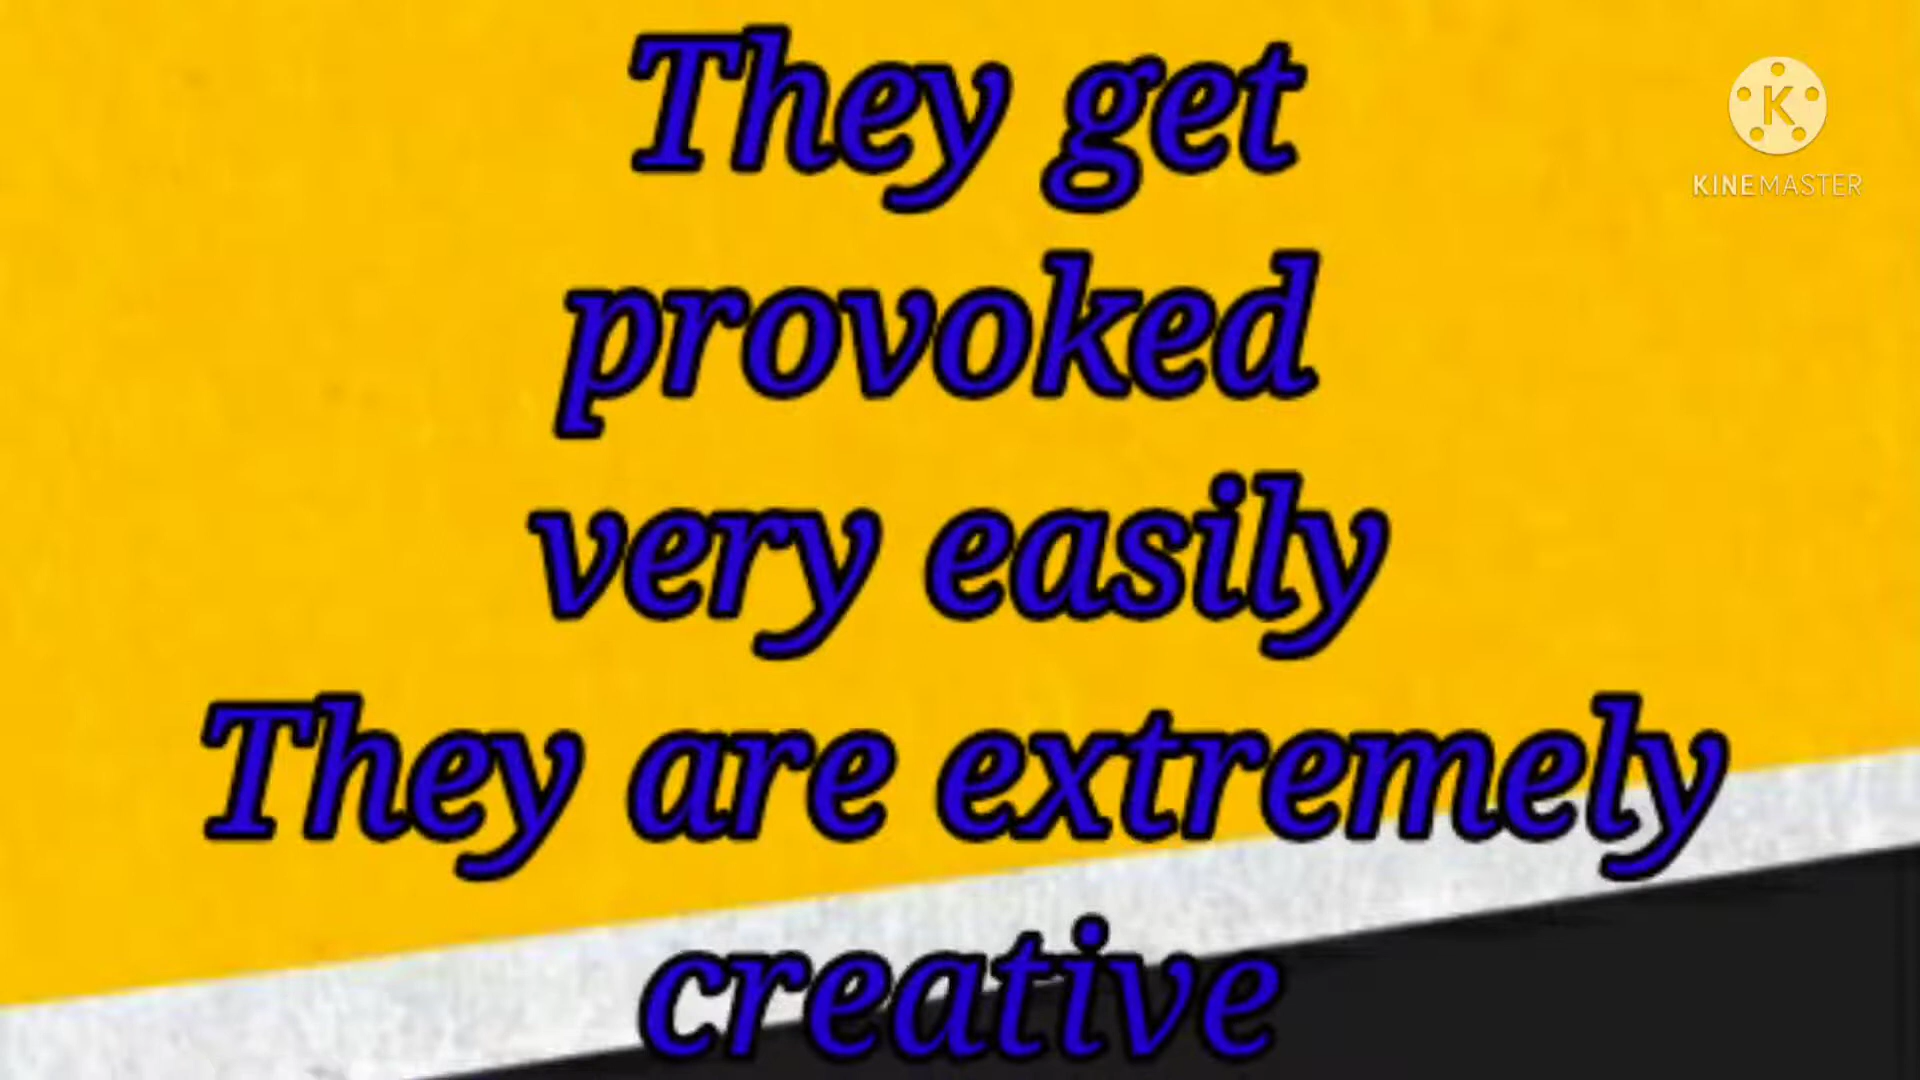 They get
K
KINEMASTER
provoked
very easily
They are extremely
creative